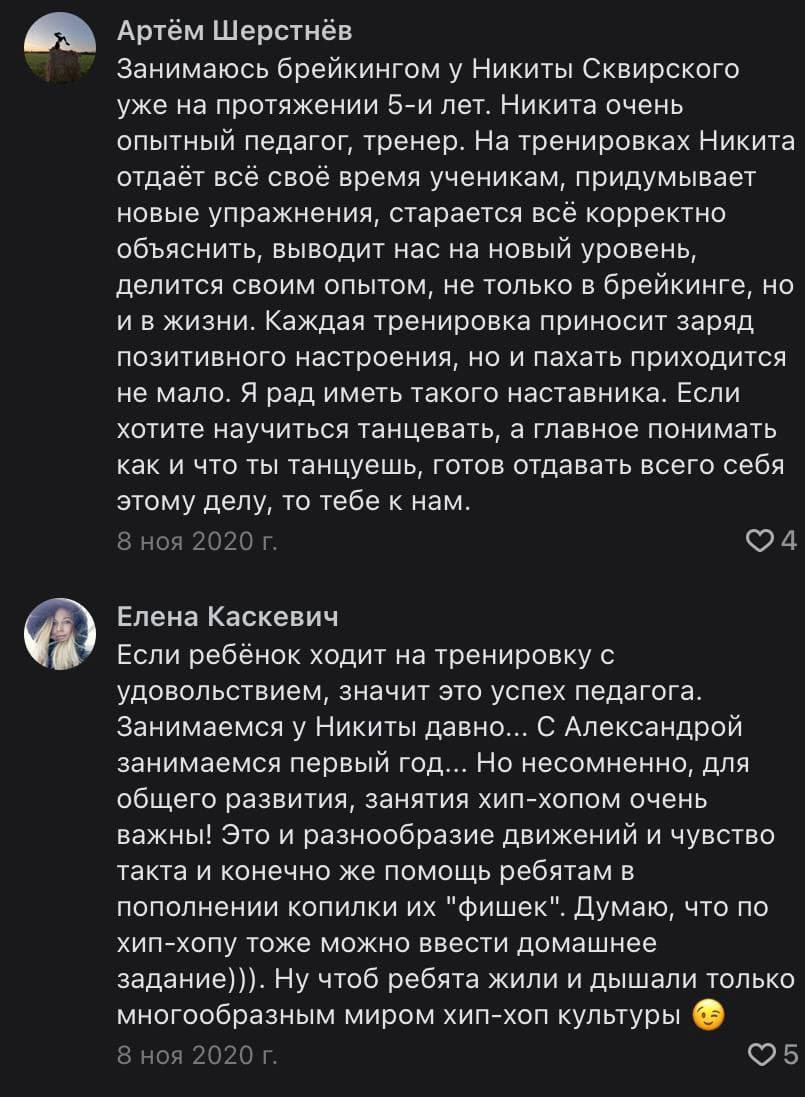 Артём Шерстнёв
Занимаюсь брейкингом у Никиты Сквирского
уже на протяжении 5-и лет. Никита очень
опытный педагог, тренер. На тренировках Никита
отдаёт всё своё время ученикам, придумывает
новые упражнения, старается всё корректно
объяснить, выводит нас на новый уровень,
делится своим опытом, не только в брейкинге, но
и в жизни. Каждая тренировка приносит заряд
позитивного настроения, но и пахать приходится
не мало. Я рад иметь такого наставника. Если
хотите научиться танцевать, а главное понимать
как и что ты танцуешь, готов отдавать всего себя
этому делу, то тебе к нам.
8 ноя 2020 г.
4
Елена Каскевич
Если ребёнок ходит на тренировку с
удовольствием, значит это успех педагога.
Занимаемся у Никиты давно... С Александрой
занимаемся первый год... Но несомненно, для
общего развития, занятия хип-хопом очень
важны! Это и разнообразие движений и чувство
такта и конечно же помощь ребятам в
пополнении копилки их "фишек". Думаю, что по
хип-хопу тоже можно ввести домашнее
задание))). Ну чтоб ребята жили и дышали только
многообразным миром хип-хоп культуры 😉
8 ноя 2020 г.
5